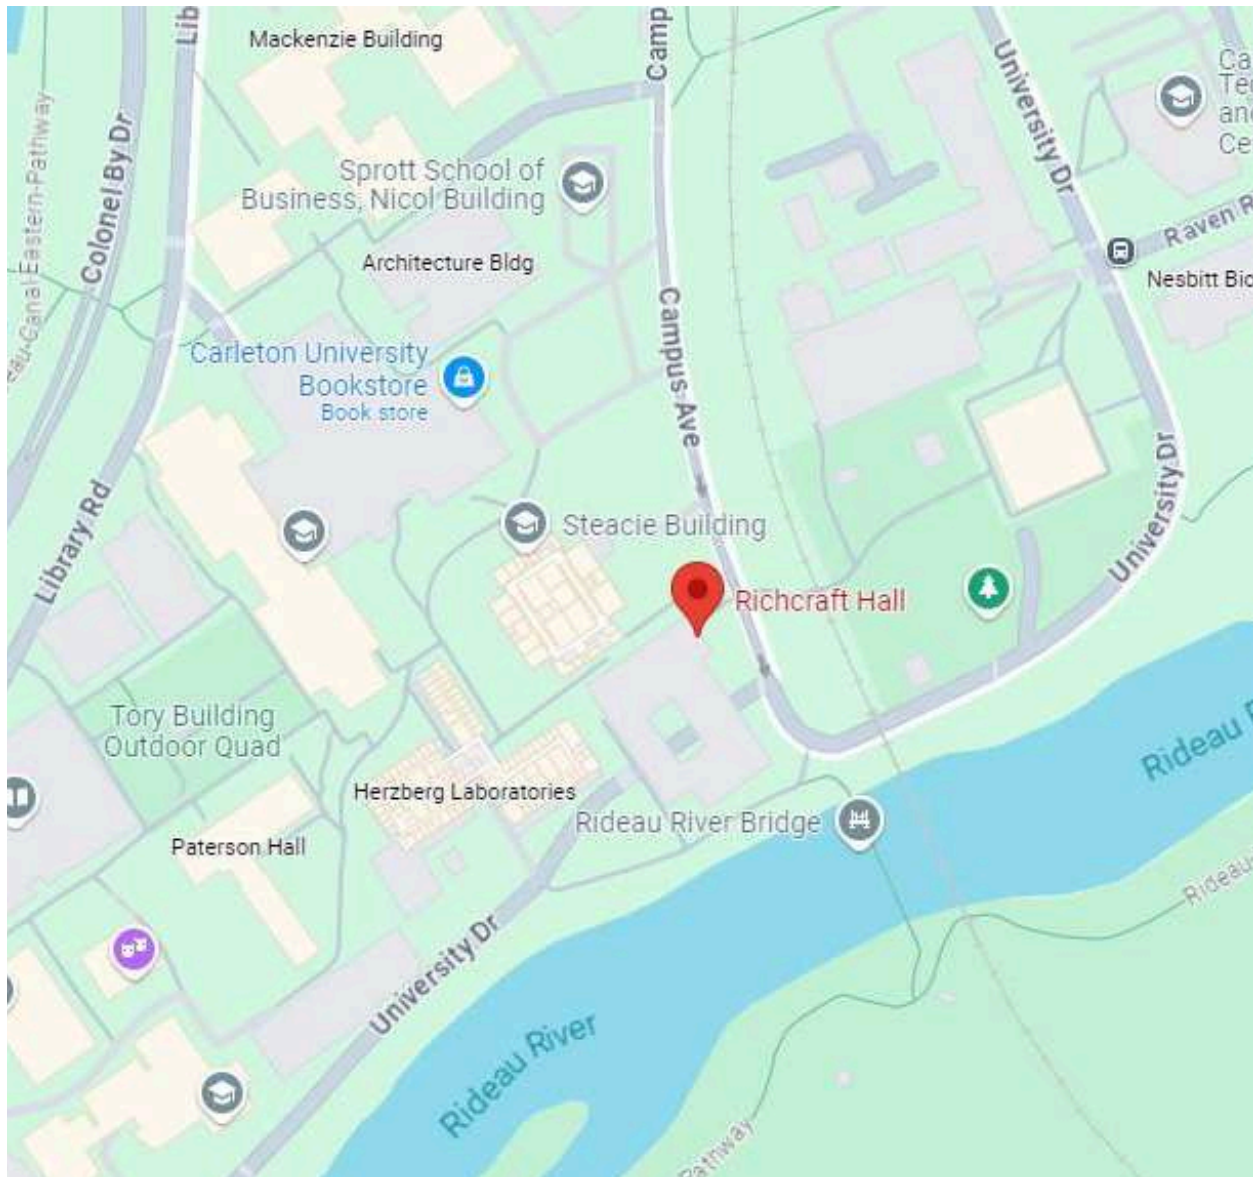 Mackenzie Building
Colonel By Dr
Sprott School of
Business, Nicol Building
Architecture Bldg
University Dr
Raven
Nesbitt
Carleton University
Bookstore
Book store
Campus Ave
Library Rd
Steacie Building
Richcraft Hall
University Dr
Tory Building
Outdoor Quad
Herzberg Laboratories
Paterson Hall
Rideau River Bridge
Rideau
Rideau
University Dr
Rideau River
Pathway